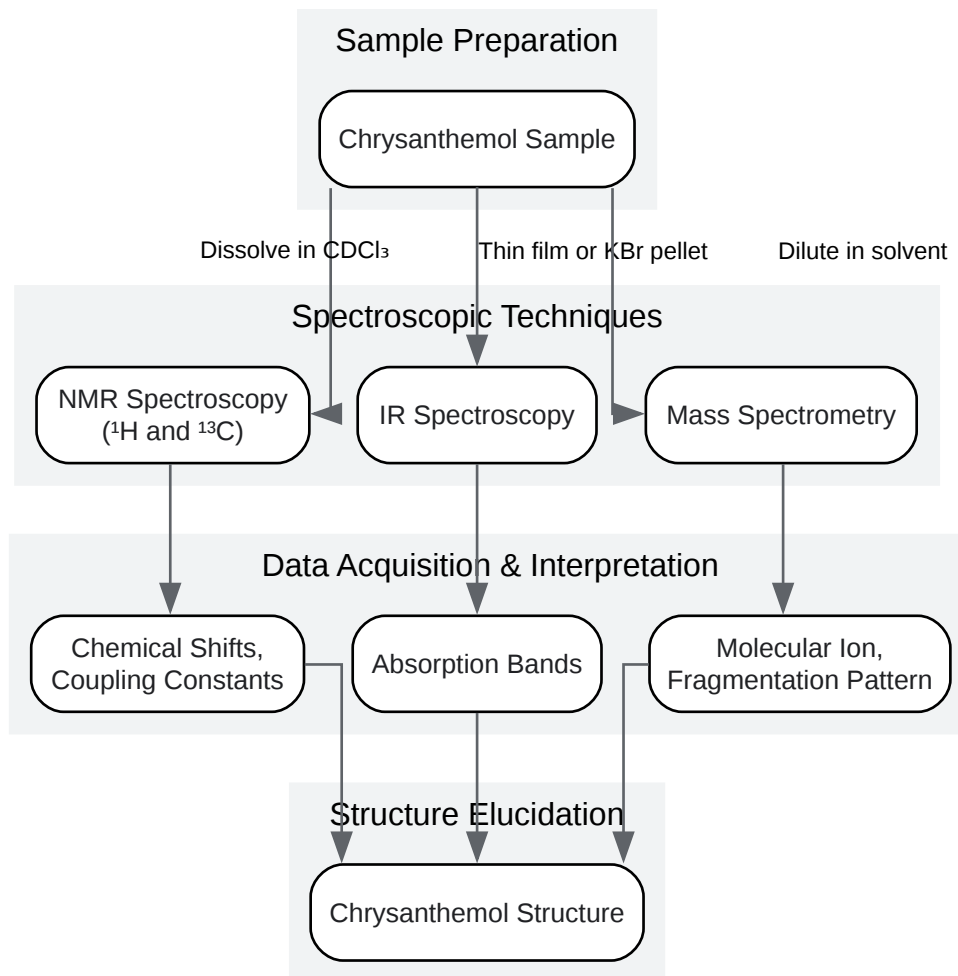 Sample Preparation
Chrysanthemol Sample
Dissolve in CDCl₃
Thin film or KBr pellet
Dilute in solvent
Spectroscopic Techniques
NMR Spectroscopy
(¹H and ¹³C)
IR Spectroscopy
Mass Spectrometry
Data Acquisition & Interpretation
Chemical Shifts,
Coupling Constants
Absorption Bands
Molecular Ion,
Fragmentation Pattern
Structure Elucidation
Chrysanthemol Structure